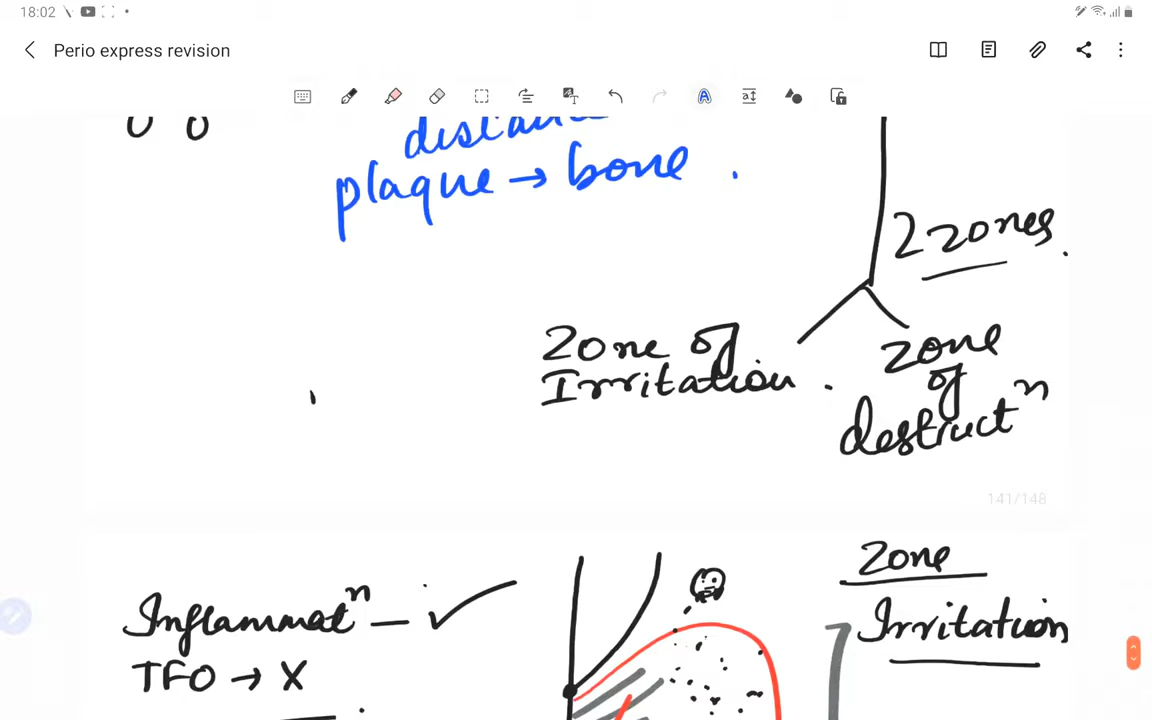 18:02
Perio express revision
plaque → bone .
2 zones .
Zone of
Irritation .
Zone
of
destructⁿ
141/148
Inflammatⁿ — ✓
TFO → X
Zone
Irritation